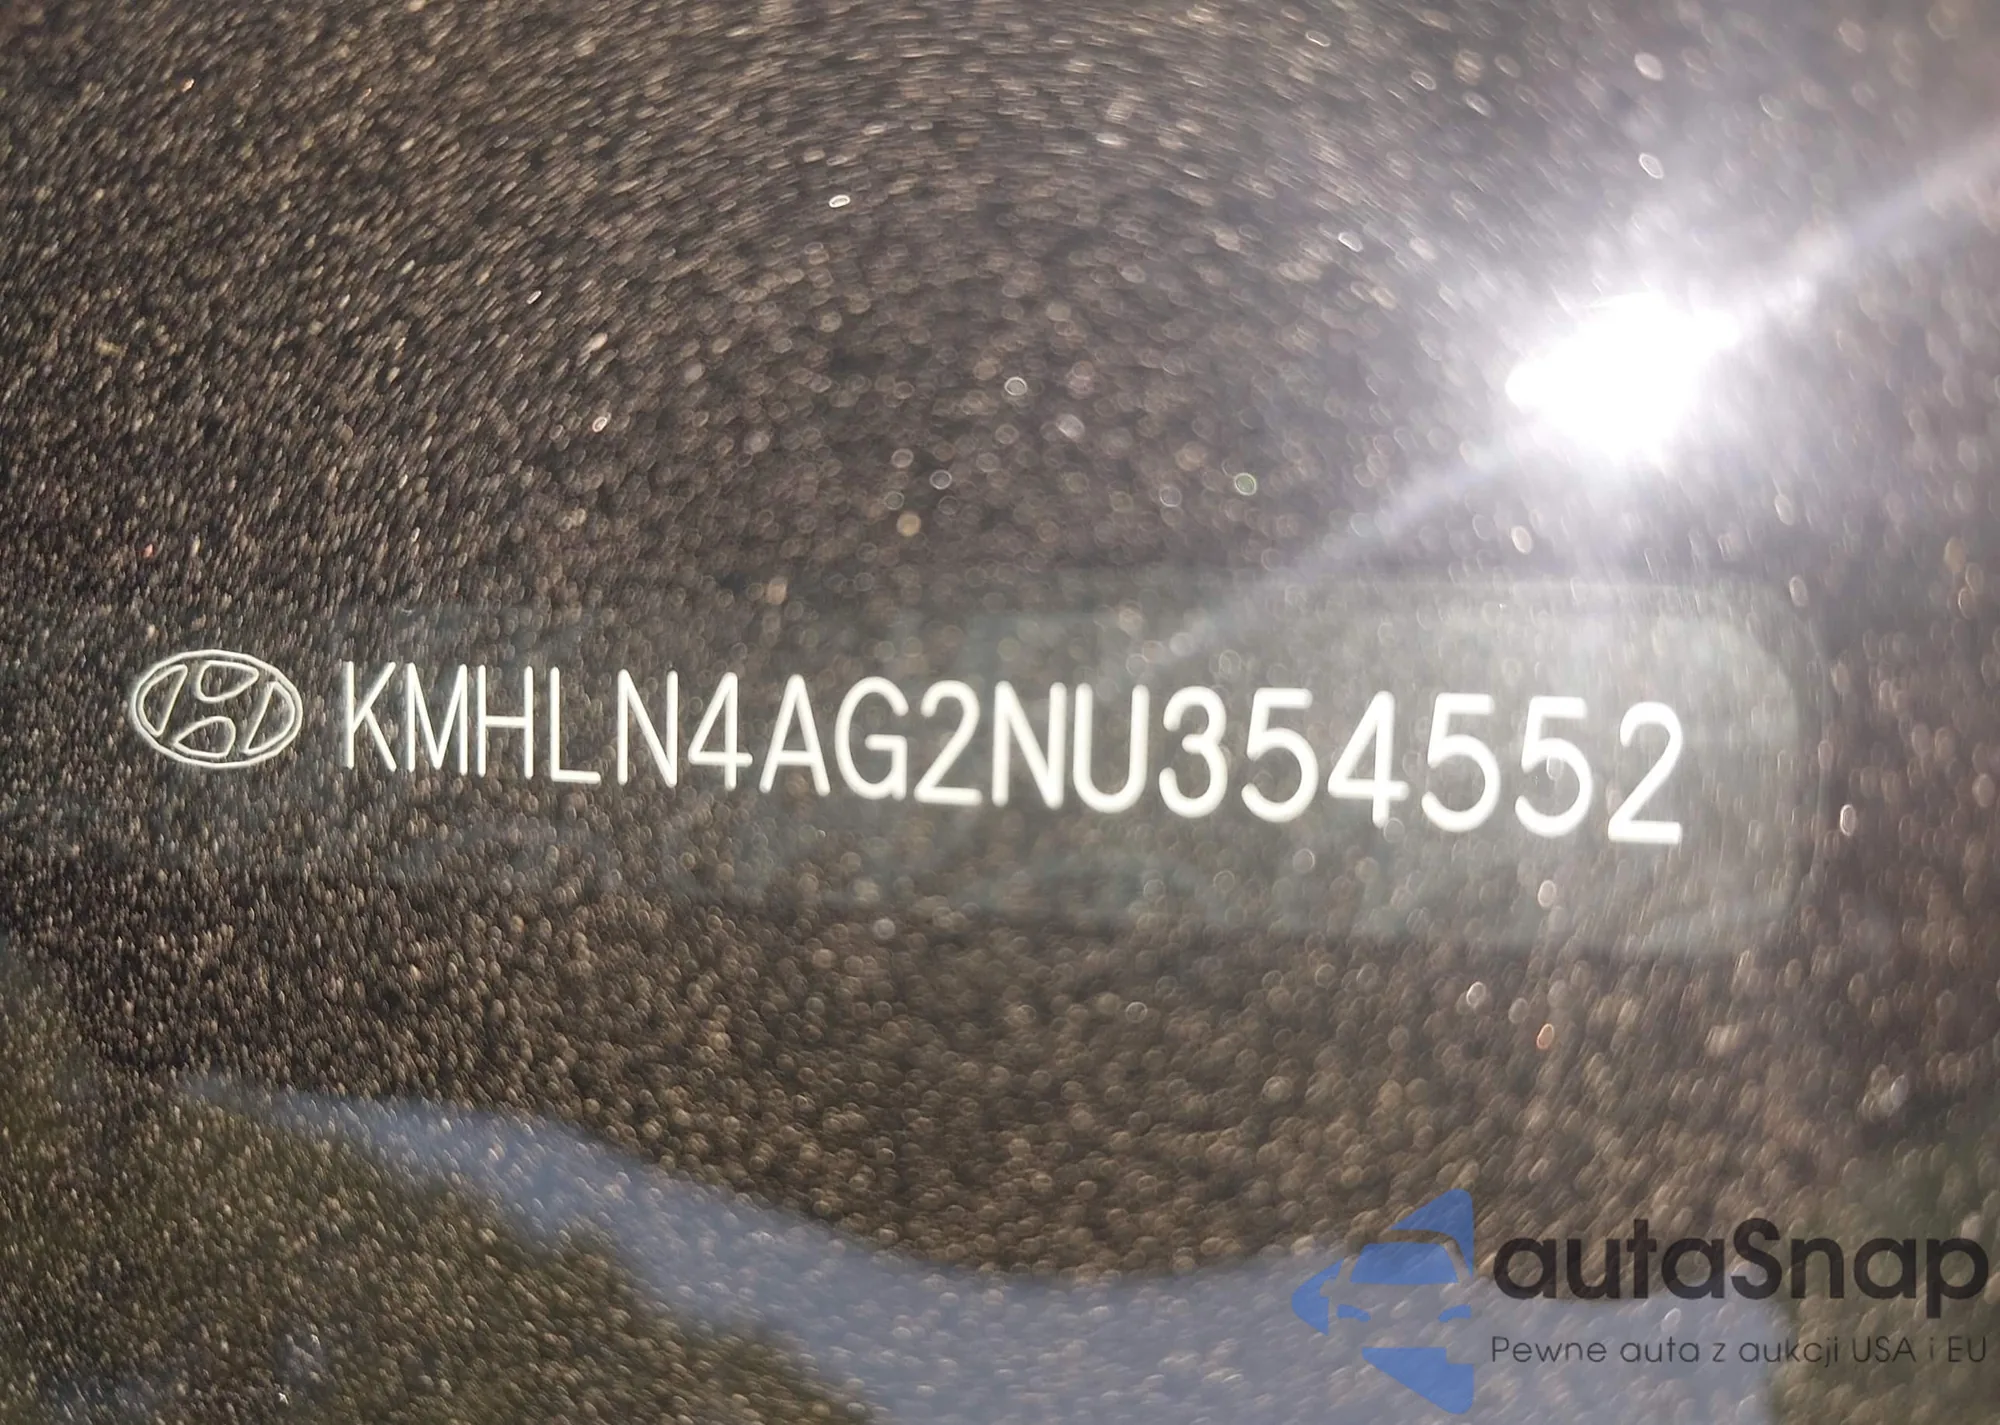 KMHLN4AG2NU354552
autaSnap
Pewne auta z aukcji USA i EU